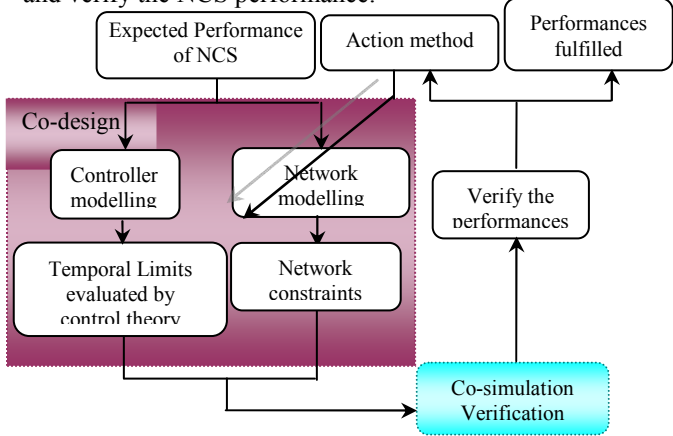 and verify the NCS performance.
Expected Performance
of NCS
Action method
Performances
fulfilled
Co-design
Controller
modelling
Network
modelling
Verify the
performances
Temporal Limits
evaluated by
control theory
Network
constraints
Co-simulation
Verification